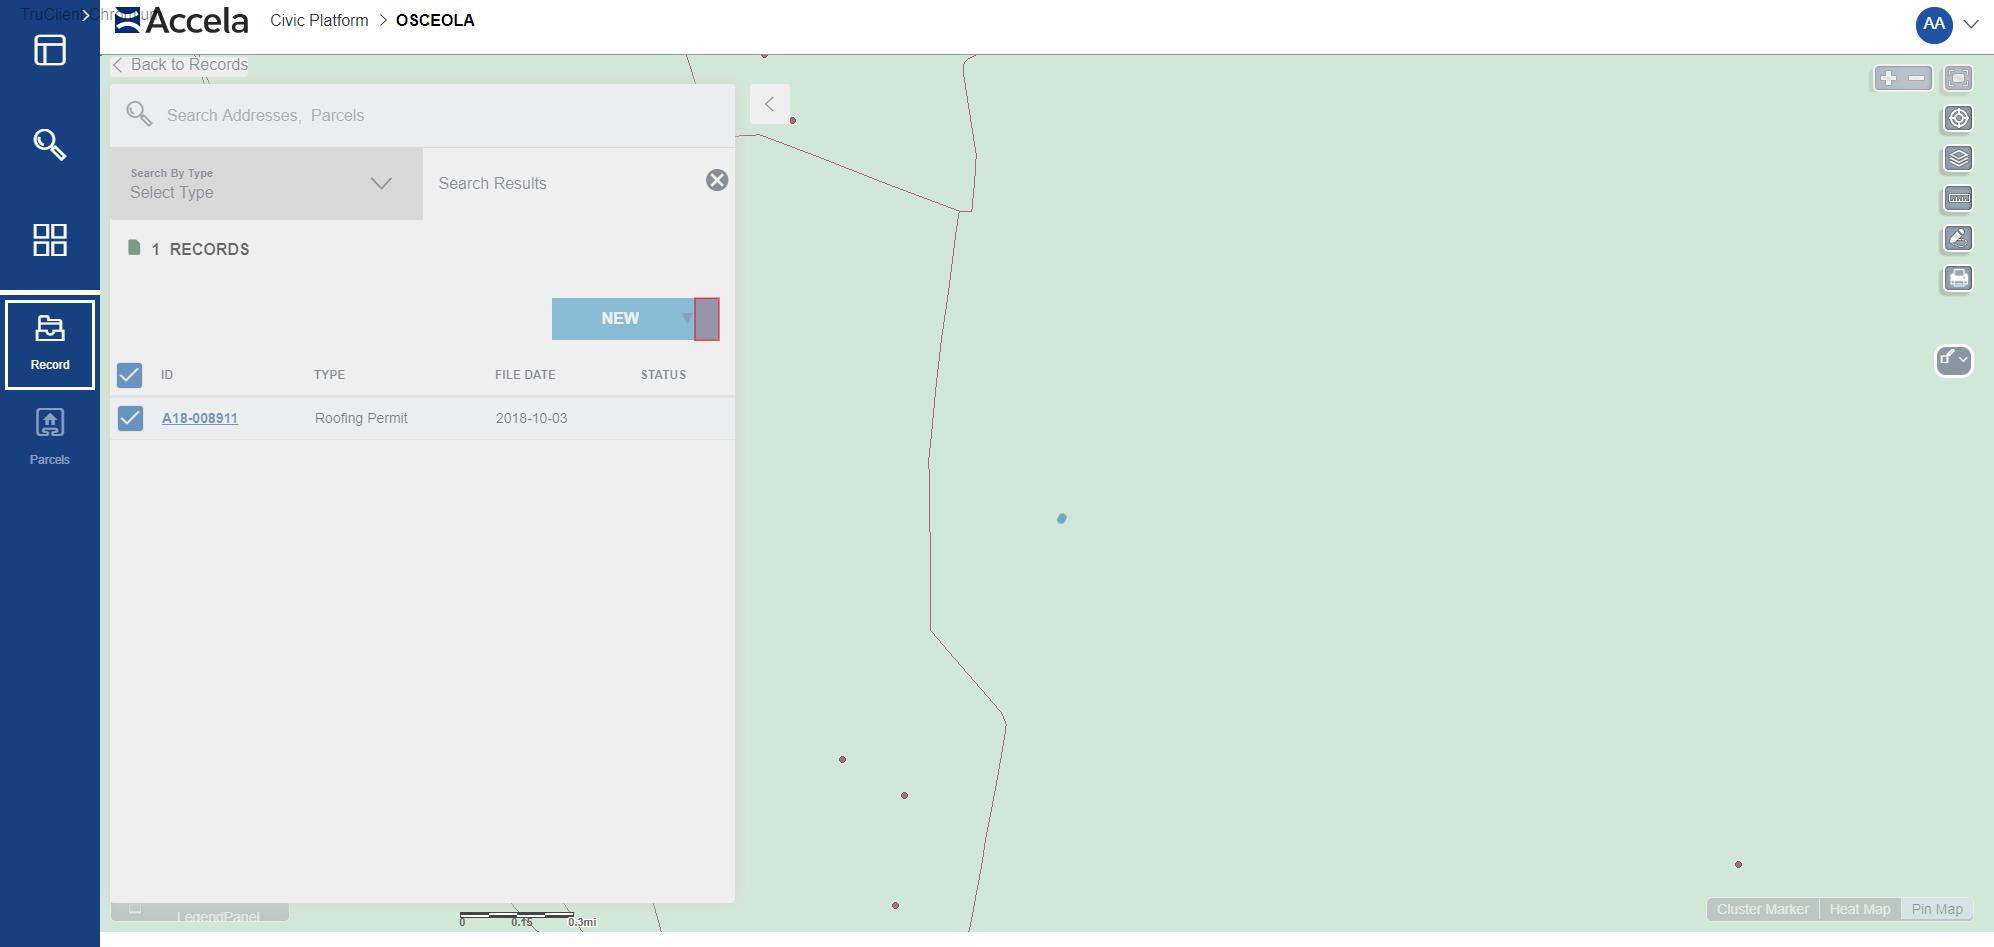 TruClient Chromium
Accela
Civic Platform > OSCEOLA
AA
Back to Records
Search Addresses, Parcels
Search By Type
Select Type
Search Results
1 RECORDS
NEW
ID TYPE FILE DATE STATUS
A18-008911 Roofing Permit 2018-10-03
Record
Parcels
LegendPanel
0 0.15 0.3mi
Cluster Marker Heat Map Pin Map